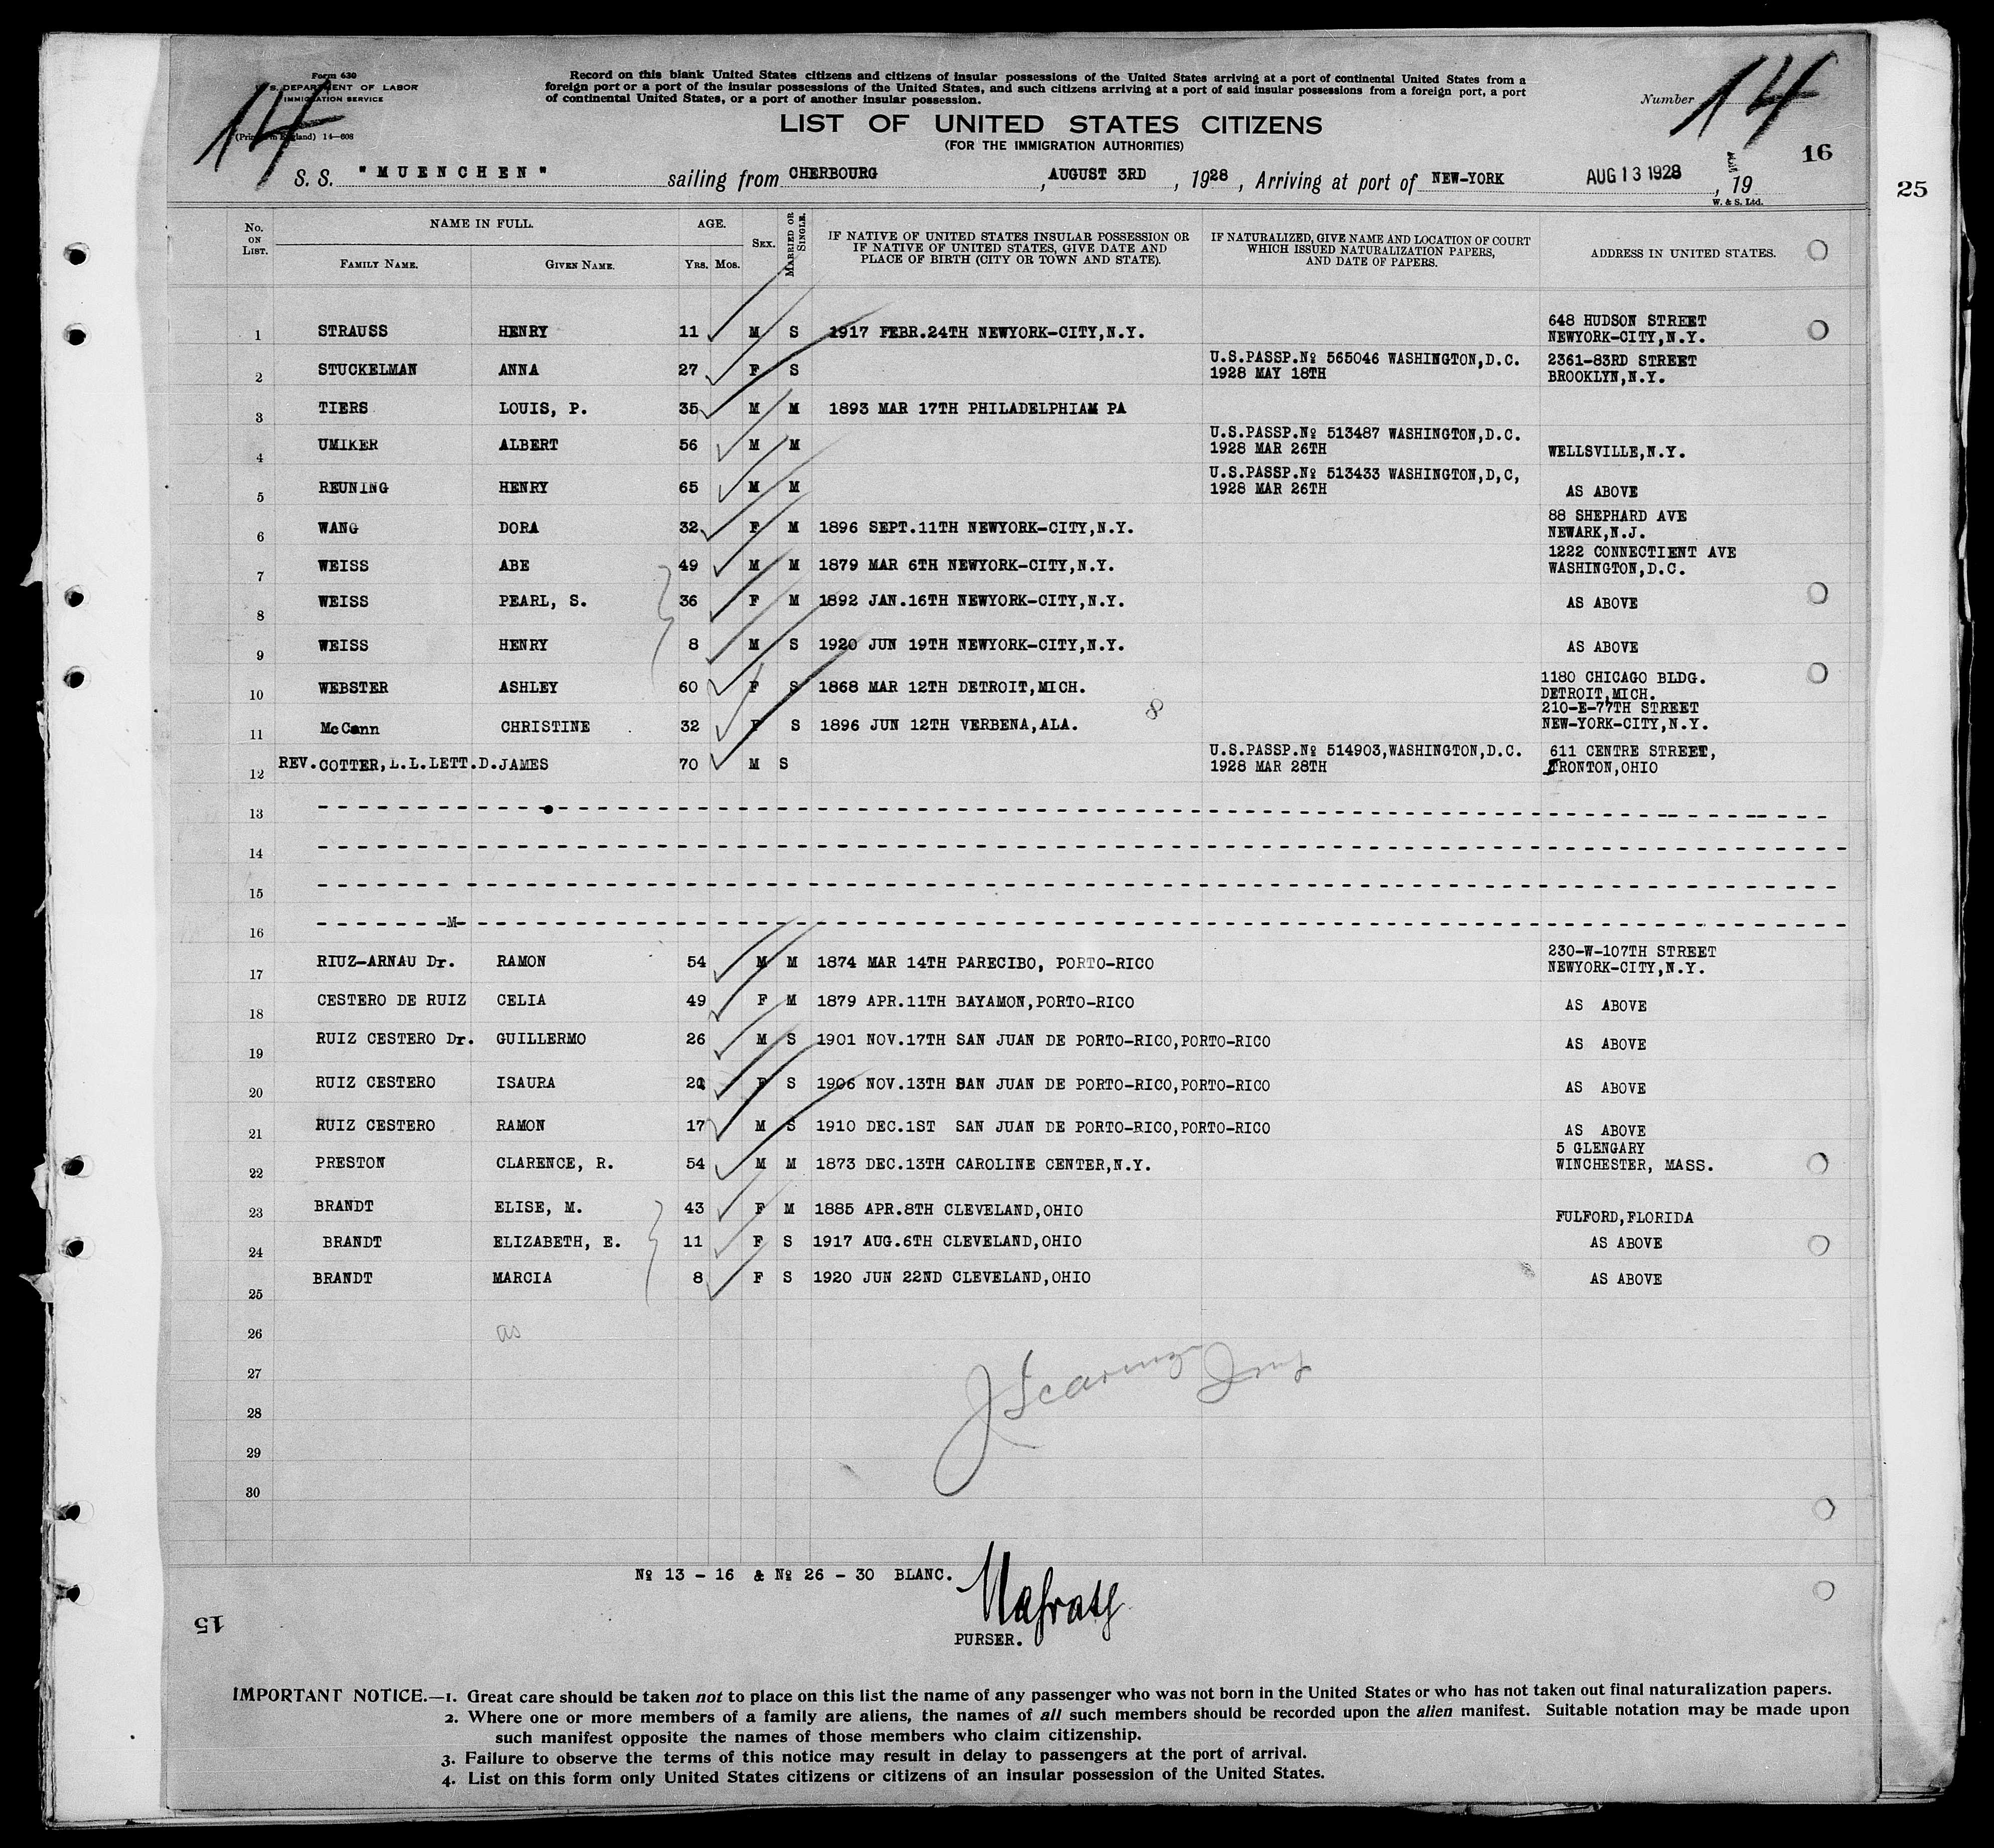 14
Form 630
U. S. DEPARTMENT OF LABOR
IMMIGRATION SERVICE
(Printed in England) 14—608
Record on this blank United States citizens and citizens of insular possessions of the United States arriving at a port of continental United States from a
foreign port or a port of the insular possessions of the United States, and such citizens arriving at a port of said insular possessions from a foreign port, a port
of continental United States, or a port of another insular possession.
Number 14
LIST OF UNITED STATES CITIZENS
(FOR THE IMMIGRATION AUTHORITIES)
16
25
S. S. "MUENCHEN" sailing from CHERBOURG, AUGUST 3RD, 1928, Arriving at port of NEW-YORK AUG 13 1928, 19
W. & S. Ltd.
No. ON LIST. NAME IN FULL. AGE. SEX. MARRIED OR SINGLE. IF NATIVE OF UNITED STATES INSULAR POSSESSION OR IF NATIVE OF UNITED STATES, GIVE DATE AND PLACE OF BIRTH (CITY OR TOWN AND STATE). IF NATURALIZED, GIVE NAME AND LOCATION OF COURT WHICH ISSUED NATURALIZATION PAPERS, AND DATE OF PAPERS. ADDRESS IN UNITED STATES.
FAMILY NAME. GIVEN NAME. YRS. MOS.
1 STRAUSS HENRY 11 M S 1917 FEBR.24TH NEWYORK-CITY,N.Y. 648 HUDSON STREET
NEWYORK-CITY,N.Y.
2 STUCKELMAN ANNA 27 F S U.S.PASSP.№ 565046 WASHINGTON,D.C. 2361-83RD STREET
1928 MAY 18TH BROOKLYN,N.Y.
3 TIERS LOUIS, P. 35 M M 1893 MAR 17TH PHILADELPHIAM PA
4 UMIKER ALBERT 56 M M U.S.PASSP.№ 513487 WASHINGTON,D.C.
1928 MAR 26TH WELLSVILLE,N.Y.
5 REUNING HENRY 65 M M U.S.PASSP.№ 513433 WASHINGTON,D,C,
1928 MAR 26TH AS ABOVE
6 WANG DORA 32 F M 1896 SEPT.11TH NEWYORK-CITY,N.Y. 88 SHEPHARD AVE
NEWARK,N.J.
7 WEISS ABE 49 M M 1879 MAR 6TH NEWYORK-CITY,N.Y. 1222 CONNECTIENT AVE
WASHINGTON,D.C.
8 WEISS PEARL, S. 36 F M 1892 JAN.16TH NEWYORK-CITY,N.Y. AS ABOVE
9 WEISS HENRY 8 M S 1920 JUN 19TH NEWYORK-CITY,N.Y. AS ABOVE
10 WEBSTER ASHLEY 60 F S 1868 MAR 12TH DETROIT,MICH. 1180 CHICAGO BLDG.
DETROIT,MICH.
8
11 McCann CHRISTINE 32 F S 1896 JUN 12TH VERBENA,ALA. 210-E-77TH STREET
NEW-YORK-CITY,N.Y.
12 REV.COTTER,L.L.LETT.D.JAMES 70 M S U.S.PASSP.№ 514903,WASHINGTON,D.C. 611 CENTRE STREET,
1928 MAR 28TH IRONTON,OHIO
13
14
15
16 -M-
17 RIUZ-ARNAU Dr. RAMON 54 M M 1874 MAR 14TH PARECIBO, PORTO-RICO 230-W-107TH STREET
NEWYORK-CITY,N.Y.
18 CESTERO DE RUIZ CELIA 49 F M 1879 APR.11TH BAYAMON,PORTO-RICO AS ABOVE
19 RUIZ CESTERO Dr. GUILLERMO 26 M S 1901 NOV.17TH SAN JUAN DE PORTO-RICO,PORTO-RICO AS ABOVE
20 RUIZ CESTERO ISAURA 21 F S 1906 NOV.13TH SAN JUAN DE PORTO-RICO,PORTO-RICO AS ABOVE
21 RUIZ CESTERO RAMON 17 M S 1910 DEC.1ST SAN JUAN DE PORTO-RICO,PORTO-RICO AS ABOVE
22 PRESTON CLARENCE, R. 54 M M 1873 DEC.13TH CAROLINE CENTER,N.Y. 5 GLENGARY
WINCHESTER, MASS.
23 BRANDT ELISE, M. 43 F M 1885 APR.8TH CLEVELAND,OHIO FULFORD,FLORIDA
24 BRANDT ELIZABETH, E. 11 F S 1917 AUG.6TH CLEVELAND,OHIO AS ABOVE
25 BRANDT MARCIA 8 F S 1920 JUN 22ND CLEVELAND,OHIO AS ABOVE
26 as
27
28
29
30
№ 13 - 16 & № 26 - 30 BLANC.
PURSER.
15
IMPORTANT NOTICE.—1. Great care should be taken not to place on this list the name of any passenger who was not born in the United States or who has not taken out final naturalization papers.
2. Where one or more members of a family are aliens, the names of all such members should be recorded upon the alien manifest. Suitable notation may be made upon
such manifest opposite the names of those members who claim citizenship.
3. Failure to observe the terms of this notice may result in delay to passengers at the port of arrival.
4. List on this form only United States citizens or citizens of an insular possession of the United States.